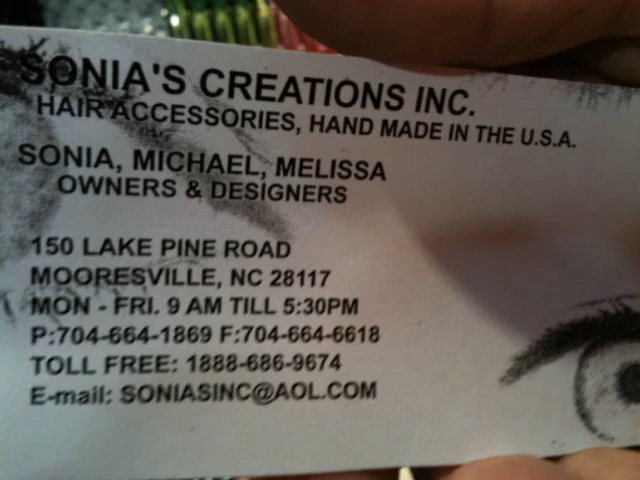 SONIA'S CREATIONS INC.
HAIR ACCESSORIES, HAND MADE IN THE U.S.A.
SONIA, MICHAEL, MELISSA
OWNERS & DESIGNERS
150 LAKE PINE ROAD
MOORESVILLE, NC 28117
MON - FRI. 9 AM TILL 5:30PM
P:704-664-1869 F:704-664-6618
TOLL FREE: 1888-686-9674
E-mail: SONIASINC@AOL.COM